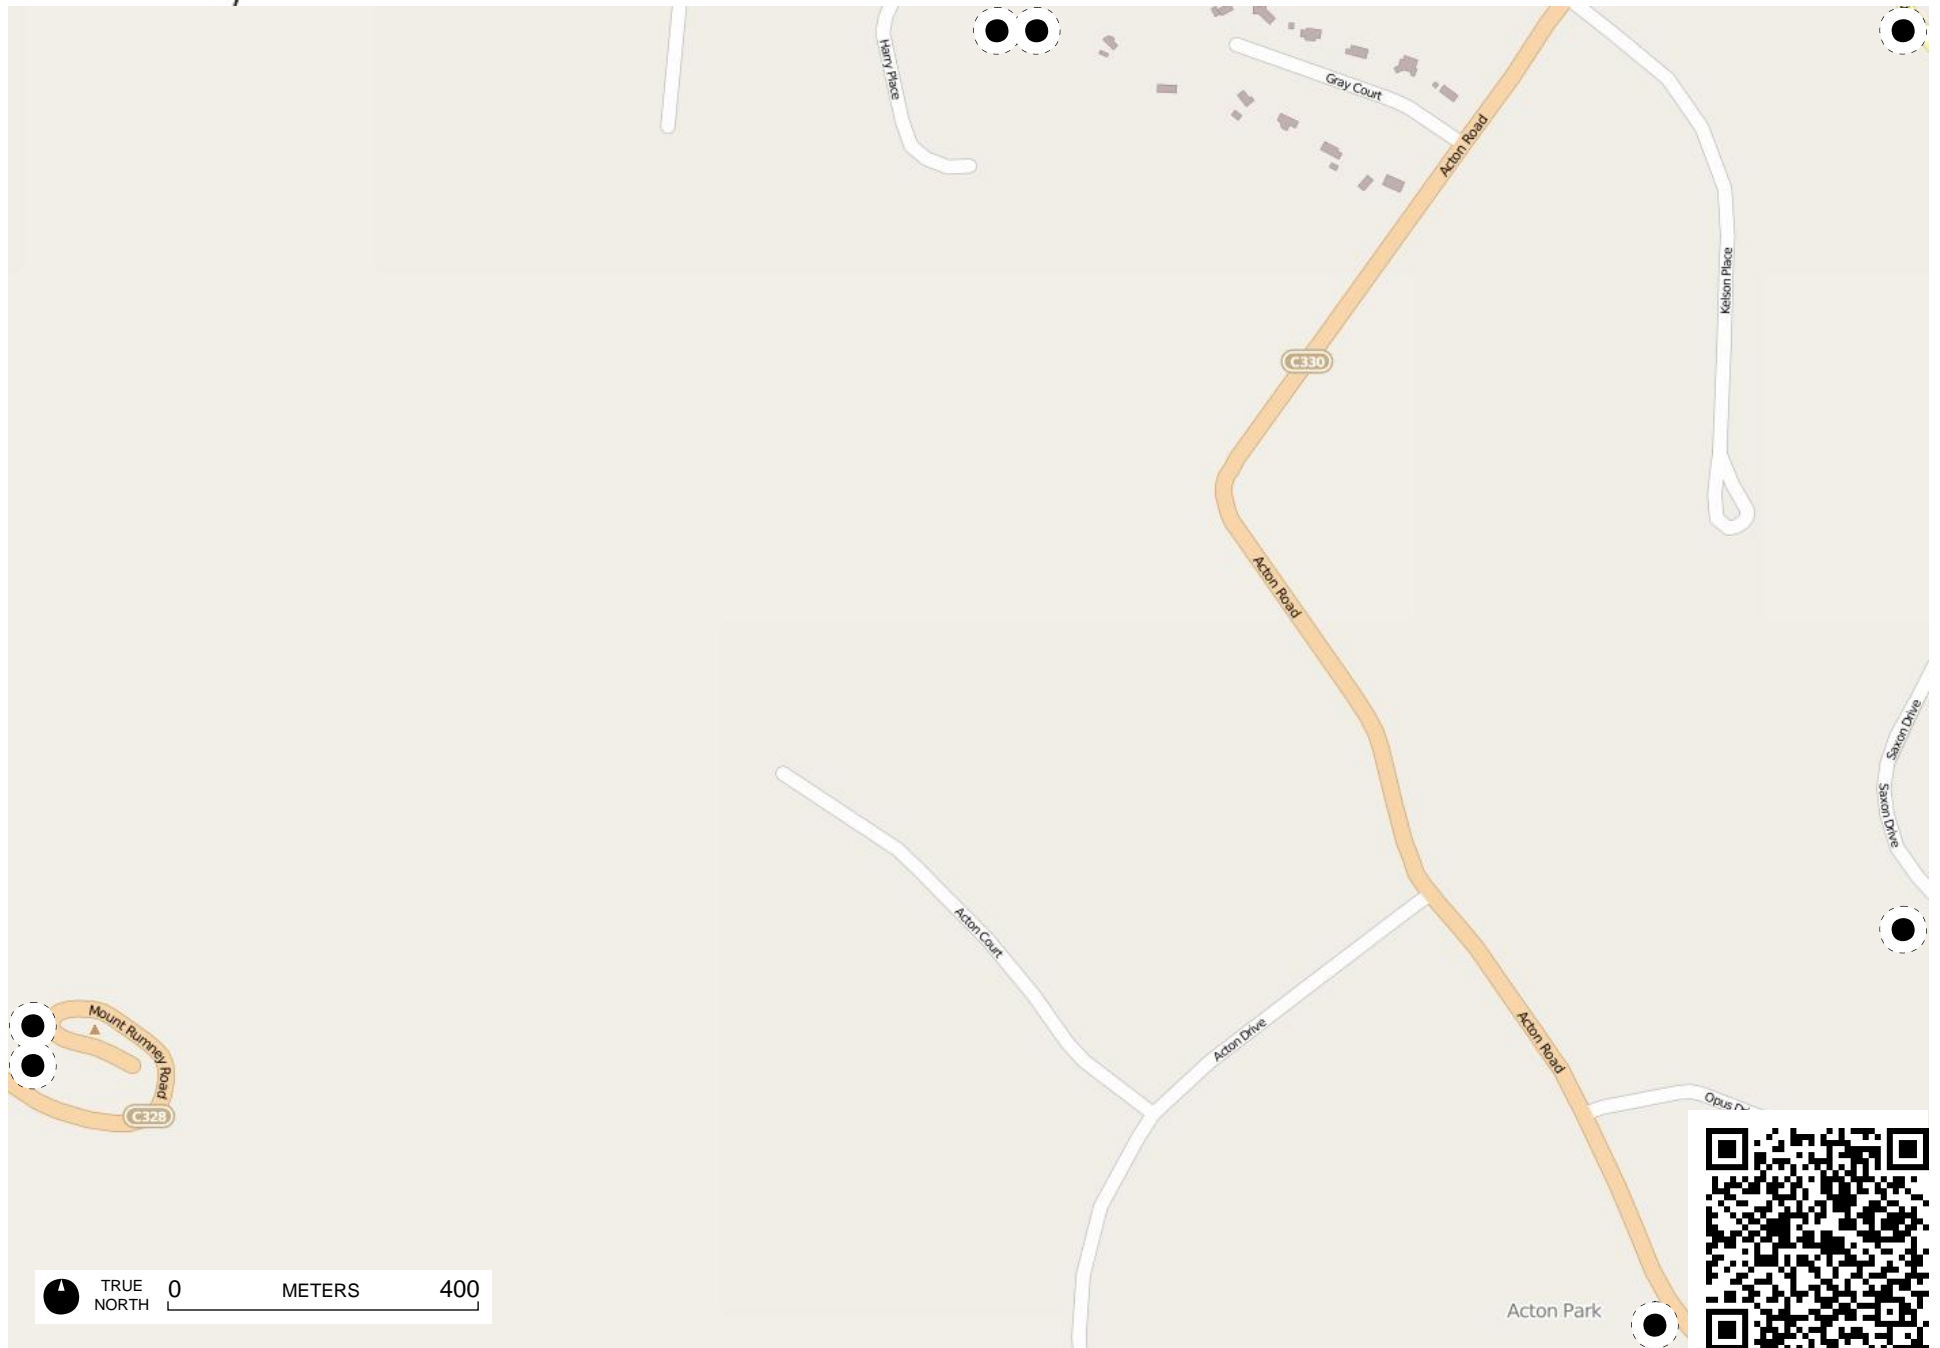 Harry Place
Gray Court
Acton Road
Kelson Place
C330
Acton Road
Saxon Drive
Saxon Drive
Acton Court
Mount Rumney Road
Acton Drive
Acton Road
C328
Opus
TRUE NORTH
0 METERS 400
Acton Park